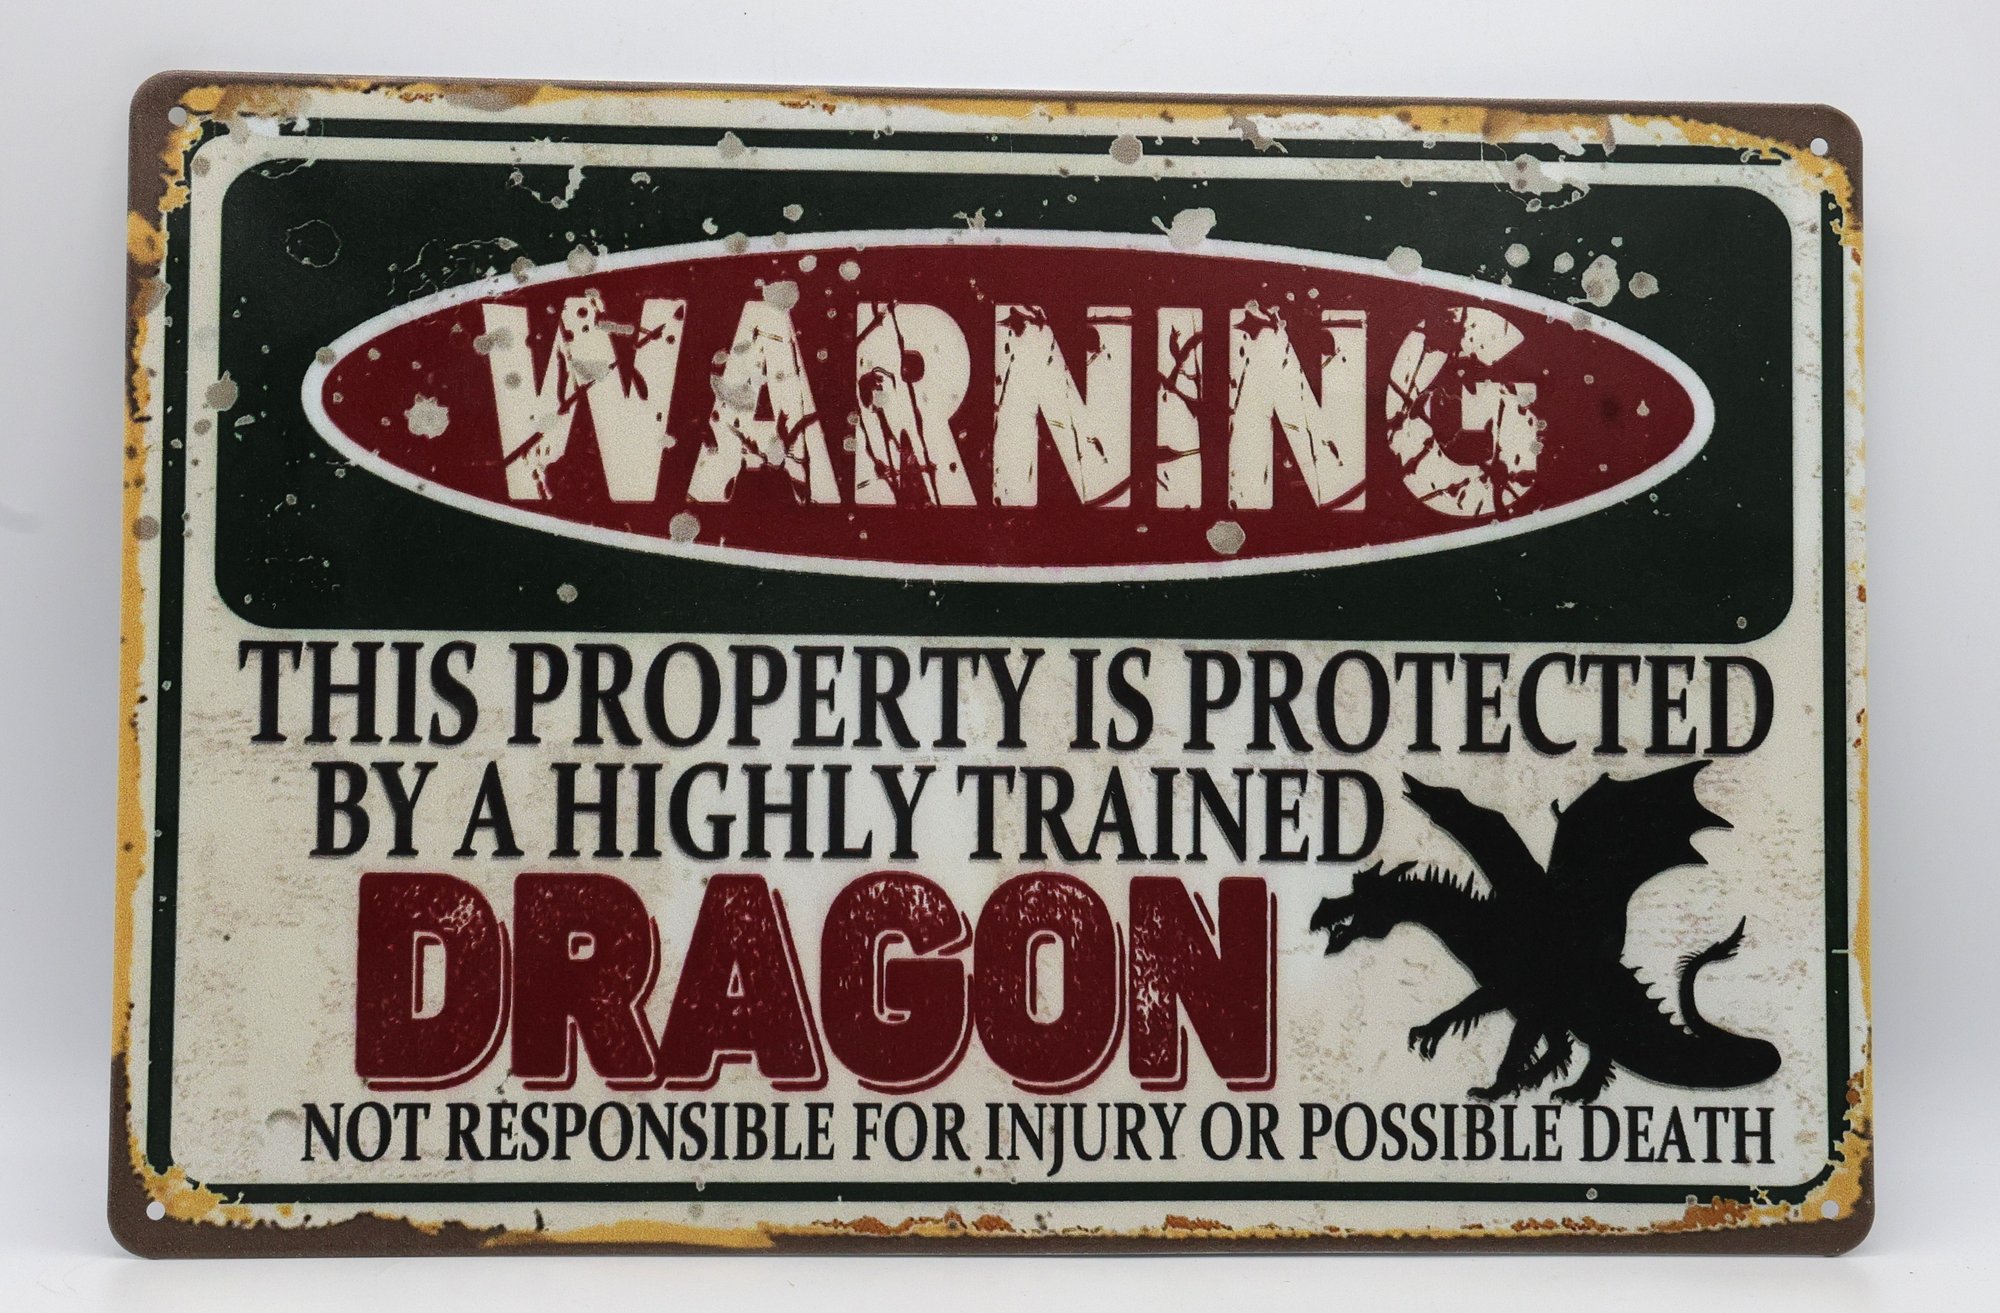 WARNING
THIS PROPERTY IS PROTECTED
BY A HIGHLY TRAINED
DRAGON
NOT RESPONSIBLE FOR INJURY OR POSSIBLE DEATH